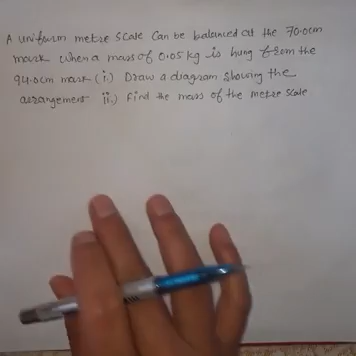 A uniform metre scale can be balanced at the 70.0cm
mark when a mass of 0.05 kg is hung from the
94.0cm mark (i.) Draw a diagram showing the
arrangement ii.) find the mass of the metre scale